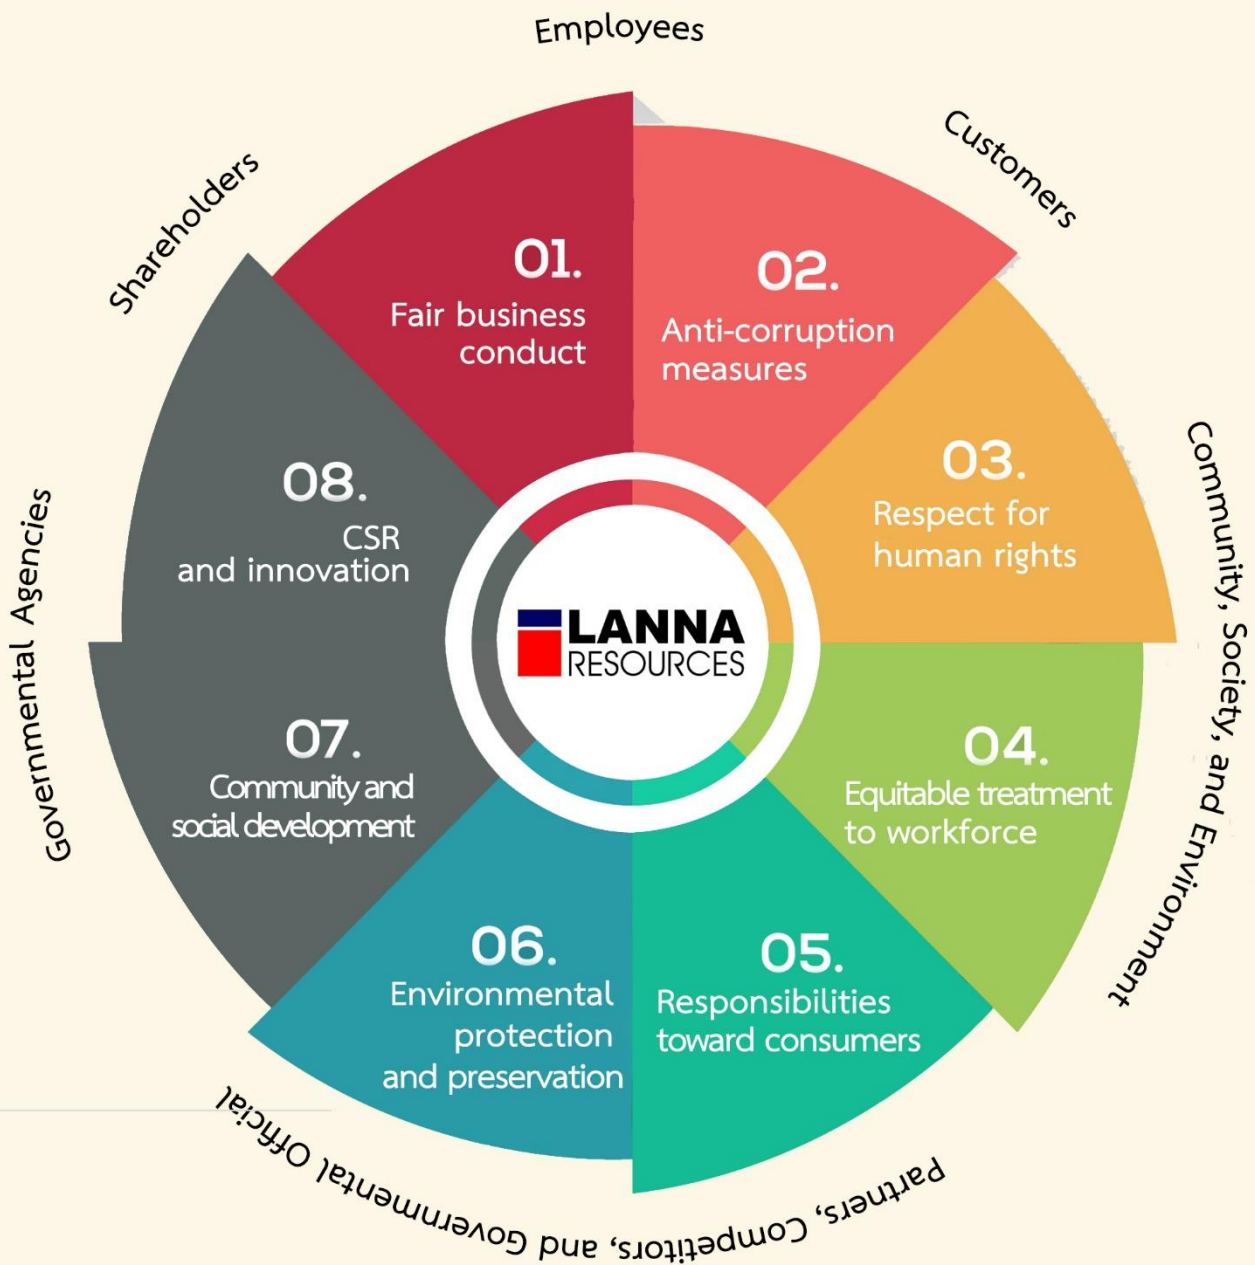 Employees
Customers
Shareholders
01.
Fair business
conduct
02.
Anti-corruption
measures
03.
Respect for
human rights
Community, Society, and Environment
08.
CSR
and innovation
Governmental Agencies
LANNA
RESOURCES
07.
Community and
social development
04.
Equitable treatment
to workforce
06.
Environmental
protection
and preservation
05.
Responsibilities
toward consumers
Partners, Competitors, and Governmental Official